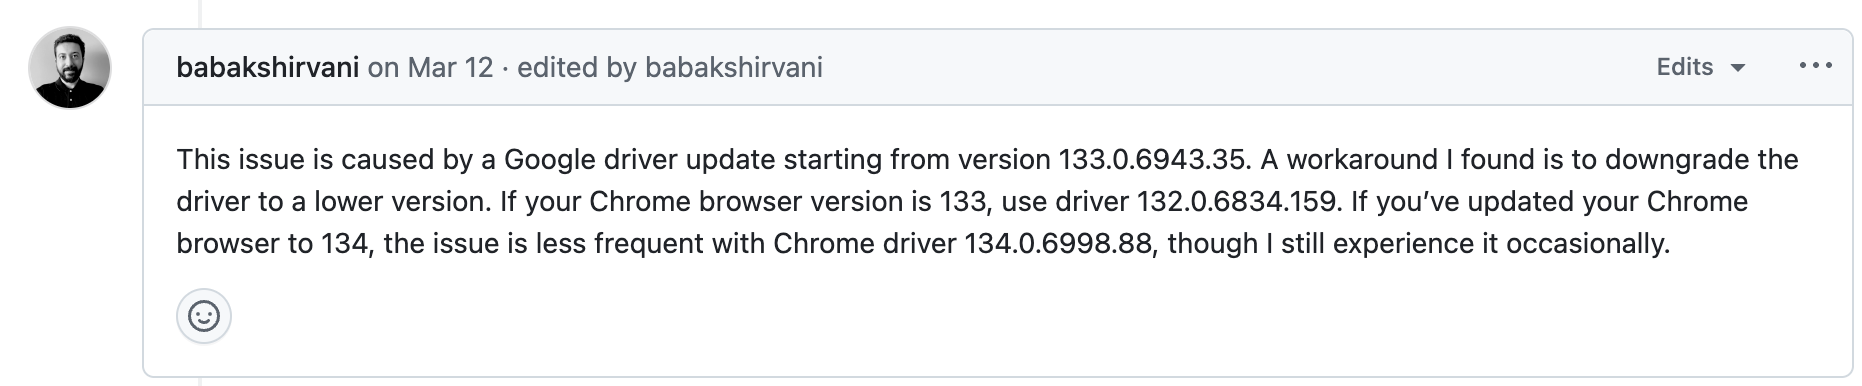 babakshirvani on Mar 12 · edited by babakshirvani Edits
This issue is caused by a Google driver update starting from version 133.0.6943.35. A workaround I found is to downgrade the
driver to a lower version. If your Chrome browser version is 133, use driver 132.0.6834.159. If you’ve updated your Chrome
browser to 134, the issue is less frequent with Chrome driver 134.0.6998.88, though I still experience it occasionally.